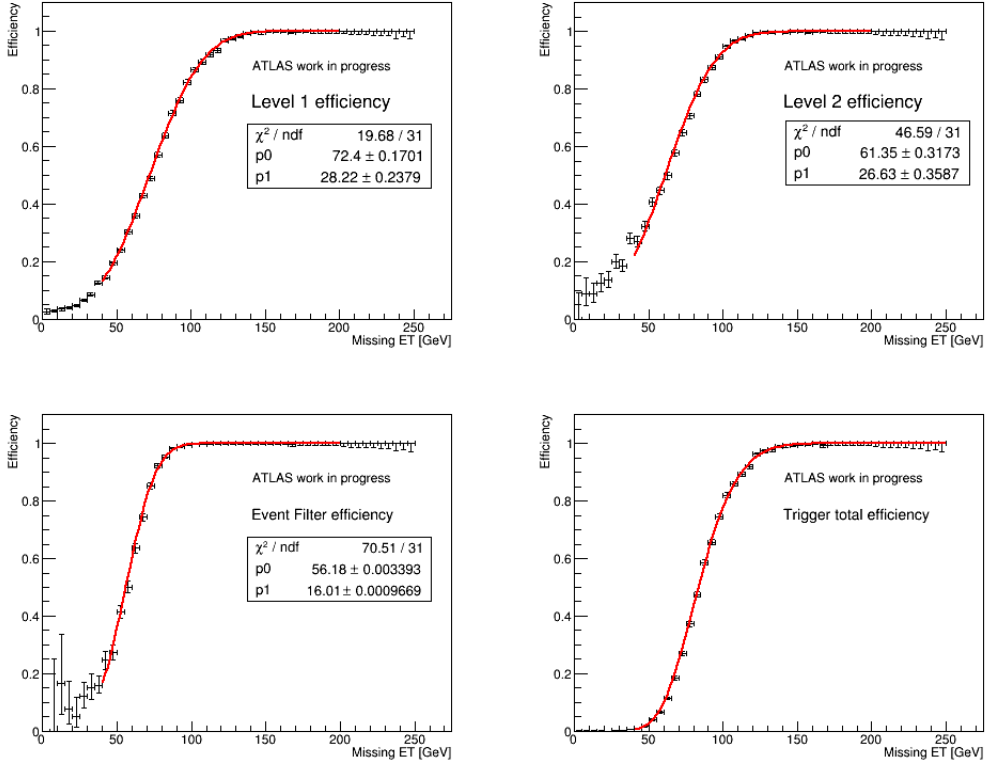 Efficiency
1
0.8
0.6
0.4
0.2
0
ATLAS work in progress
Level 1 efficiency
χ² / ndf 19.68 / 31
p0 72.4 ± 0.1701
p1 28.22 ± 0.2379
0 50 100 150 200 250
Missing ET [GeV]
Efficiency
1
0.8
0.6
0.4
0.2
0
ATLAS work in progress
Level 2 efficiency
χ² / ndf 46.59 / 31
p0 61.35 ± 0.3173
p1 26.63 ± 0.3587
0 50 100 150 200 250
Missing ET [GeV]
Efficiency
1
0.8
0.6
0.4
0.2
0
ATLAS work in progress
Event Filter efficiency
χ² / ndf 70.51 / 31
p0 56.18 ± 0.003393
p1 16.01 ± 0.0009669
0 50 100 150 200 250
Missing ET [GeV]
Efficiency
1
0.8
0.6
0.4
0.2
0
ATLAS work in progress
Trigger total efficiency
0 50 100 150 200 250
Missing ET [GeV]